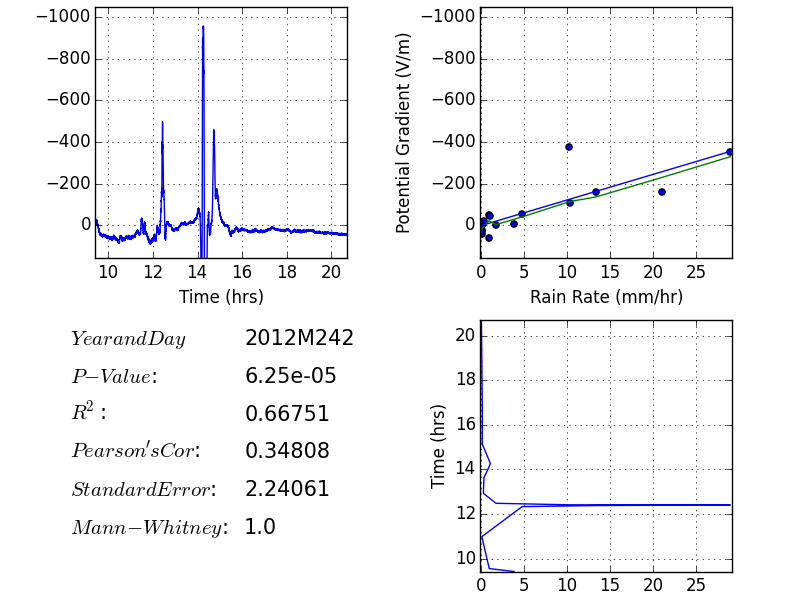 −1000
−800
−600
−400
−200
0
10 12 14 16 18 20
Time (hrs)
Potential Gradient (V/m)
−1000
−800
−600
−400
−200
0
0 5 10 15 20 25
Rain Rate (mm/hr)
YearandDay 2012M242
P−Value: 6.25e-05
R²: 0.66751
Pearson'sCor: 0.34808
StandardError: 2.24061
Mann−Whitney: 1.0
Time (hrs)
20
18
16
14
12
10
0 5 10 15 20 25